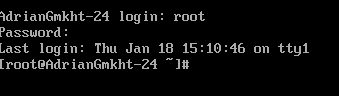 AdrianGmkht-24 login: root
Password:
Last login: Thu Jan 18 15:10:46 on tty1
[root@AdrianGmkht-24 ~]#